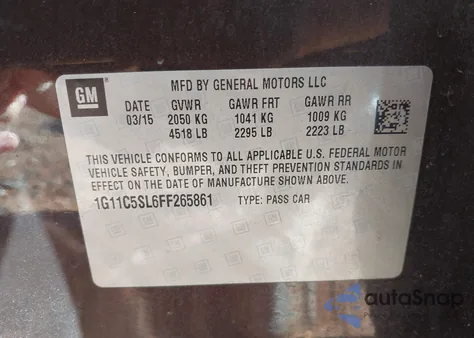 GM
MFD BY GENERAL MOTORS LLC
DATE GVWR GAWR FRT GAWR RR
03/15 2050 KG 1041 KG 1009 KG
4518 LB 2295 LB 2223 LB
THIS VEHICLE CONFORMS TO ALL APPLICABLE U.S. FEDERAL MOTOR
VEHICLE SAFETY, BUMPER, AND THEFT PREVENTION STANDARDS IN
EFFECT ON THE DATE OF MANUFACTURE SHOWN ABOVE.
1G11C5SL6FF265861 TYPE: PASS CAR
autoSnap